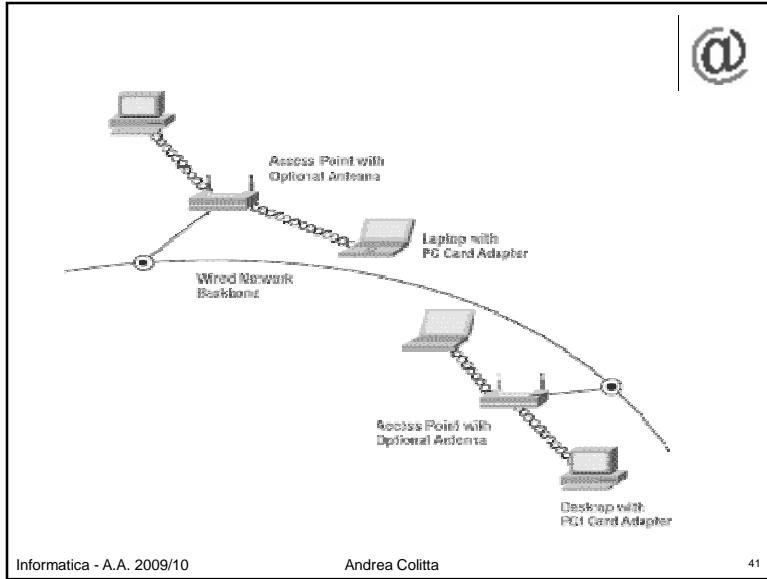 @
Access Point with
Optional Antenna
Laptop with
PC Card Adapter
Wired Network
Backbone
Access Point with
Optional Antenna
Desktop with
PCI Card Adapter
Informatica - A.A. 2009/10
Andrea Colitta
41